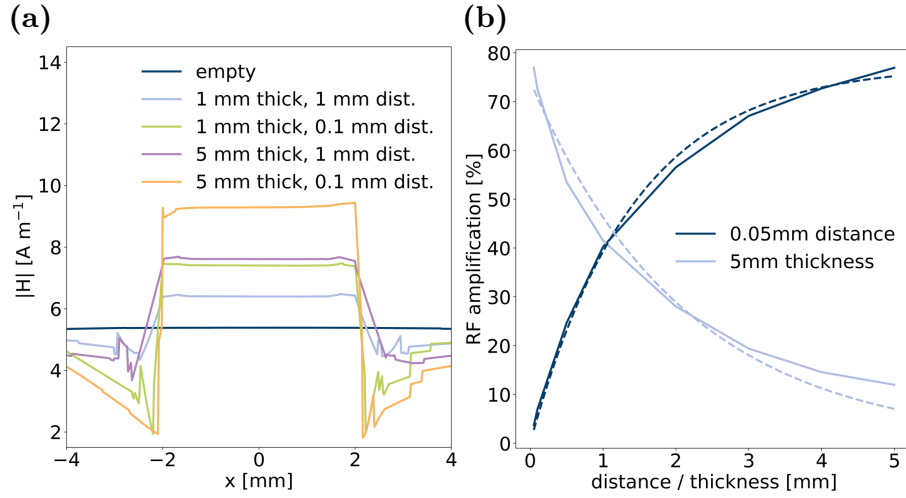 (a)
14
12
10
8
6
4
2
|H| [A m⁻¹]
empty
1 mm thick, 1 mm dist.
1 mm thick, 0.1 mm dist.
5 mm thick, 1 mm dist.
5 mm thick, 0.1 mm dist.
−4 −2 0 2 4
x [mm]
(b)
80
70
60
50
40
30
20
10
0
RF amplification [%]
0.05mm distance
5mm thickness
0 1 2 3 4 5
distance / thickness [mm]